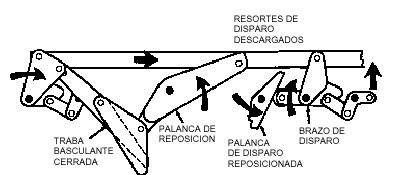 RESORTES DE
DISPARO
DESCARGADOS
TRABA
BASCULANTE
CERRADA
PALANCA DE
REPOSICION
PALANCA
DE DISPARO
REPOSICIONADA
BRAZO DE
DISPARO